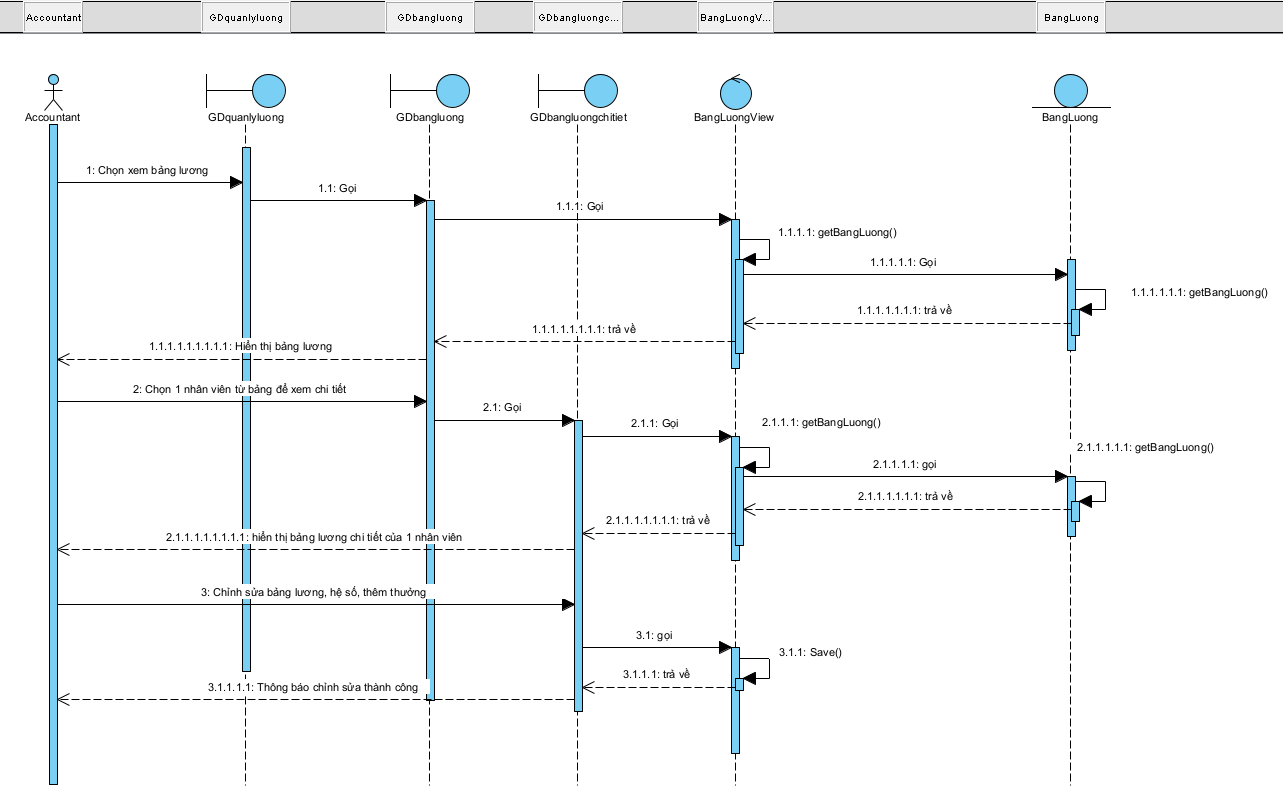 Accountant
GDquanlyluong
GDbangluong
GDbangluongc...
BangLuongV...
BangLuong
Accountant
GDquanlyluong
GDbangluong
GDbangluongchitiet
BangLuongView
BangLuong
1: Chọn xem bảng lương
1.1: Gọi
1.1.1: Gọi
1.1.1.1: getBangLuong()
1.1.1.1.1: Gọi
1.1.1.1.1.1: getBangLuong()
1.1.1.1.1.1.1: trả về
1.1.1.1.1.1.1.1: trả về
1.1.1.1.1.1.1.1.1: Hiển thị bảng lương
2: Chọn 1 nhân viên từ bảng để xem chi tiết
2.1: Gọi
2.1.1: Gọi
2.1.1.1: getBangLuong()
2.1.1.1.1: gọi
2.1.1.1.1.1: getBangLuong()
2.1.1.1.1.1.1: trả về
2.1.1.1.1.1.1.1: trả về
2.1.1.1.1.1.1.1.1: hiển thị bảng lương chi tiết của 1 nhân viên
3: Chỉnh sửa bảng lương, hệ số, thêm thưởng
3.1: gọi
3.1.1: Save()
3.1.1.1: trả về
3.1.1.1.1: Thông báo chỉnh sửa thành công